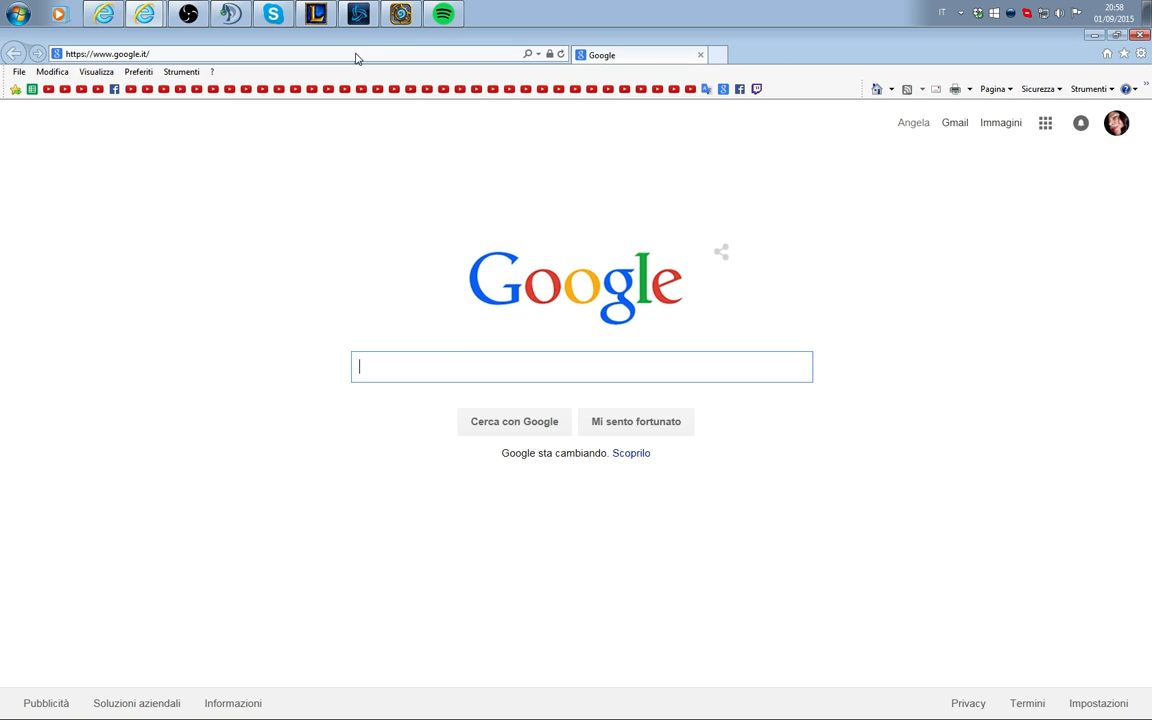 IT
20:58
01/09/2015
https://www.google.it/
Google
File Modifica Visualizza Preferiti Strumenti ?
Pagina Sicurezza Strumenti
Angela Gmail Immagini
Google
Cerca con Google Mi sento fortunato
Google sta cambiando. Scoprilo
Pubblicità Soluzioni aziendali Informazioni Privacy Termini Impostazioni